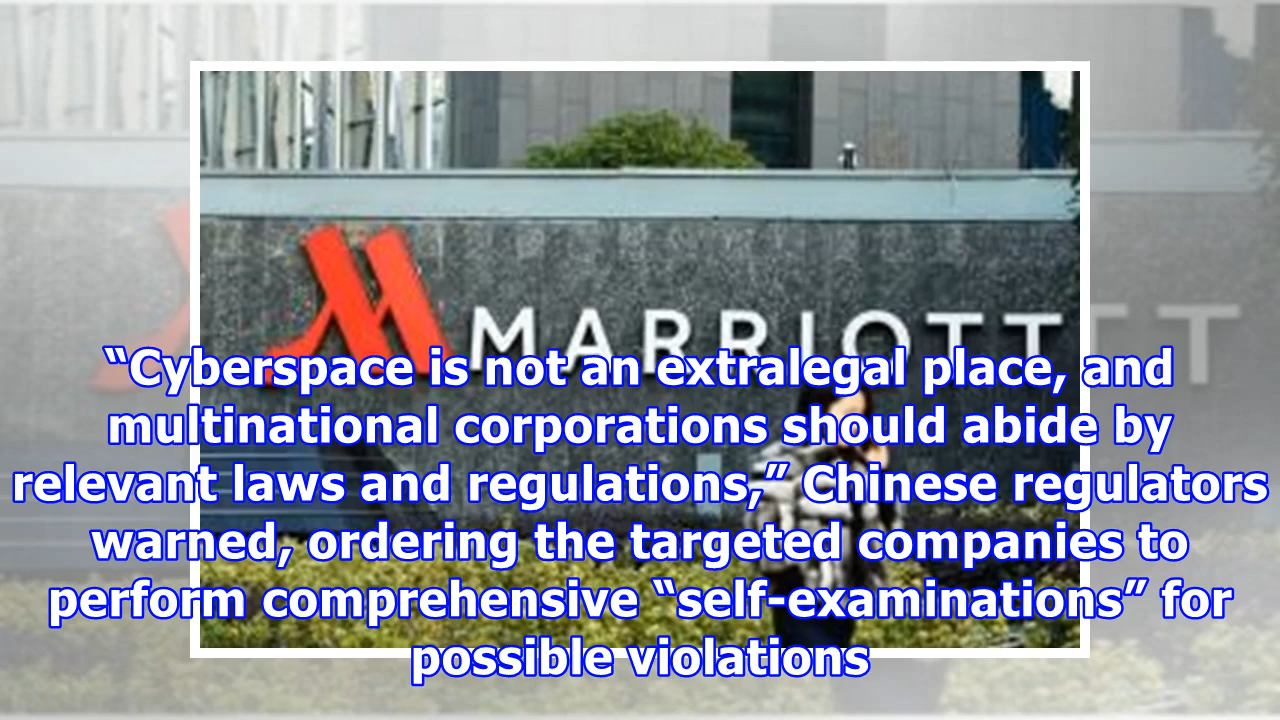 MARRIOTT
“Cyberspace is not an extralegal place, and
multinational corporations should abide by
relevant laws and regulations,” Chinese regulators
warned, ordering the targeted companies to
perform comprehensive “self-examinations” for
possible violations